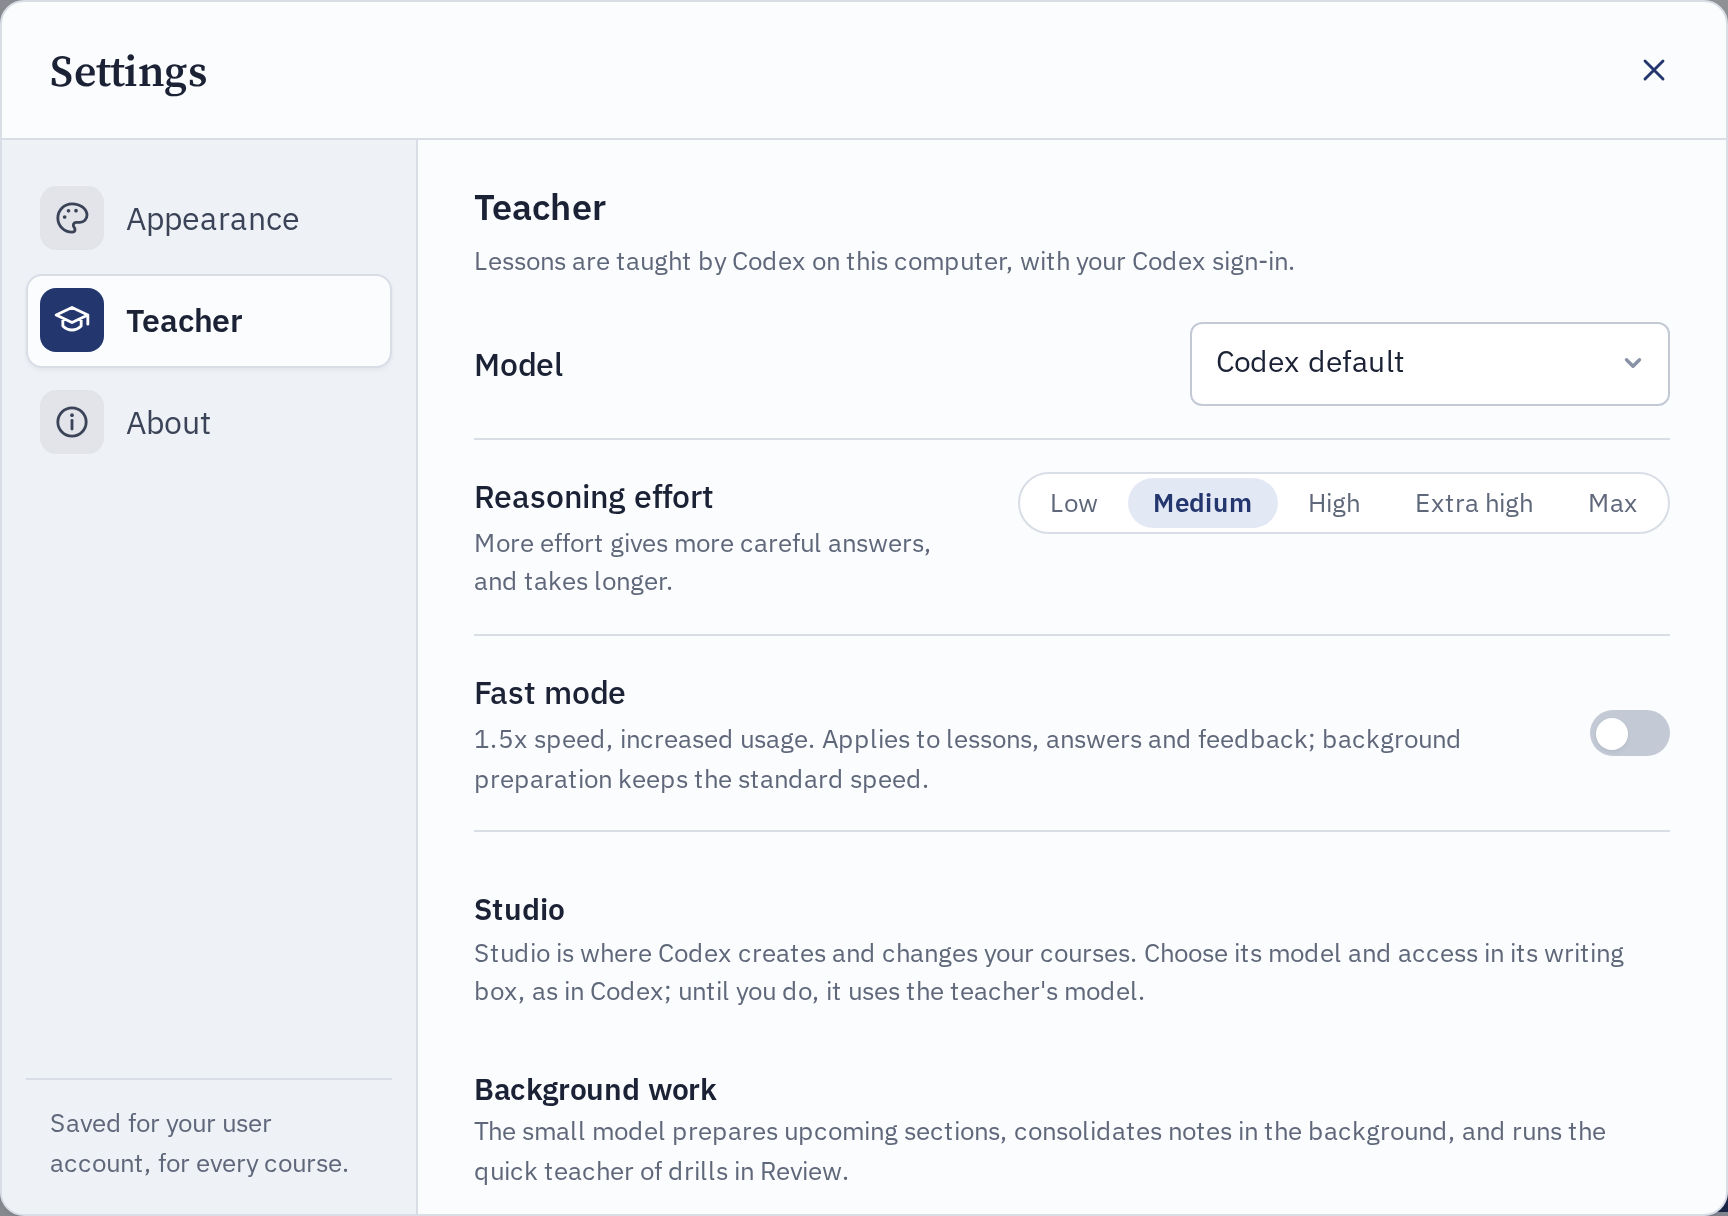 Settings
Appearance
Teacher
About
Saved for your user
account, for every course.
Teacher
Lessons are taught by Codex on this computer, with your Codex sign-in.
Model
Codex default
Reasoning effort
More effort gives more careful answers,
and takes longer.
Low Medium High Extra high Max
Fast mode
1.5x speed, increased usage. Applies to lessons, answers and feedback; background
preparation keeps the standard speed.
Studio
Studio is where Codex creates and changes your courses. Choose its model and access in its writing
box, as in Codex; until you do, it uses the teacher's model.
Background work
The small model prepares upcoming sections, consolidates notes in the background, and runs the
quick teacher of drills in Review.